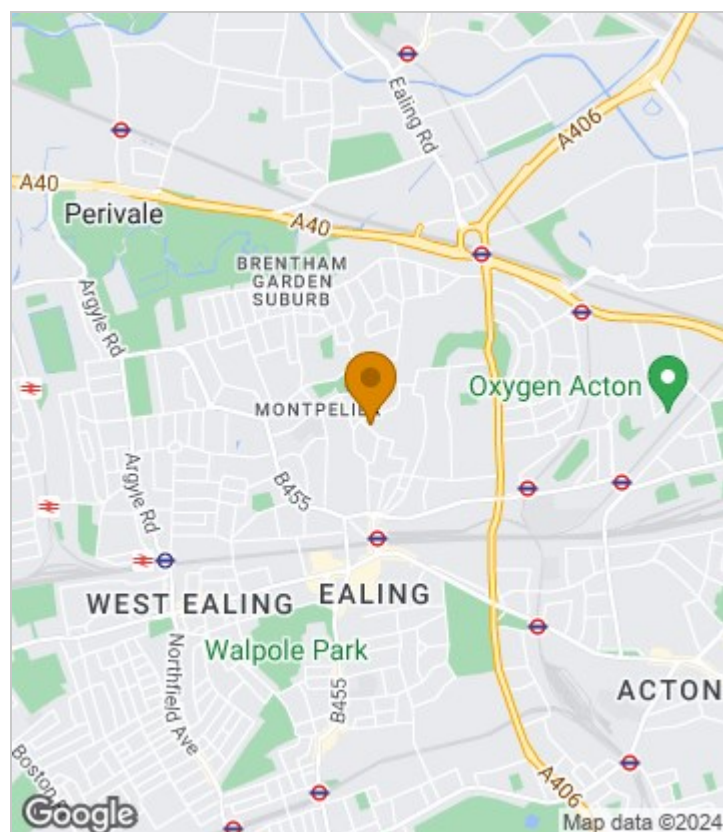 Ealing Rd
A406
A40
Perivale
A40
BRENTHAM
GARDEN
SUBURB
Argyle Rd
Oxygen Acton
MONTPELIER
Argyle Rd
B455
WEST EALING
EALING
Walpole Park
Northfield Ave
B455
ACTON
Boston
A406
Google
Map data ©2024